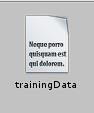 Neque porro
quisquam est
qui dolorem.
trainingData